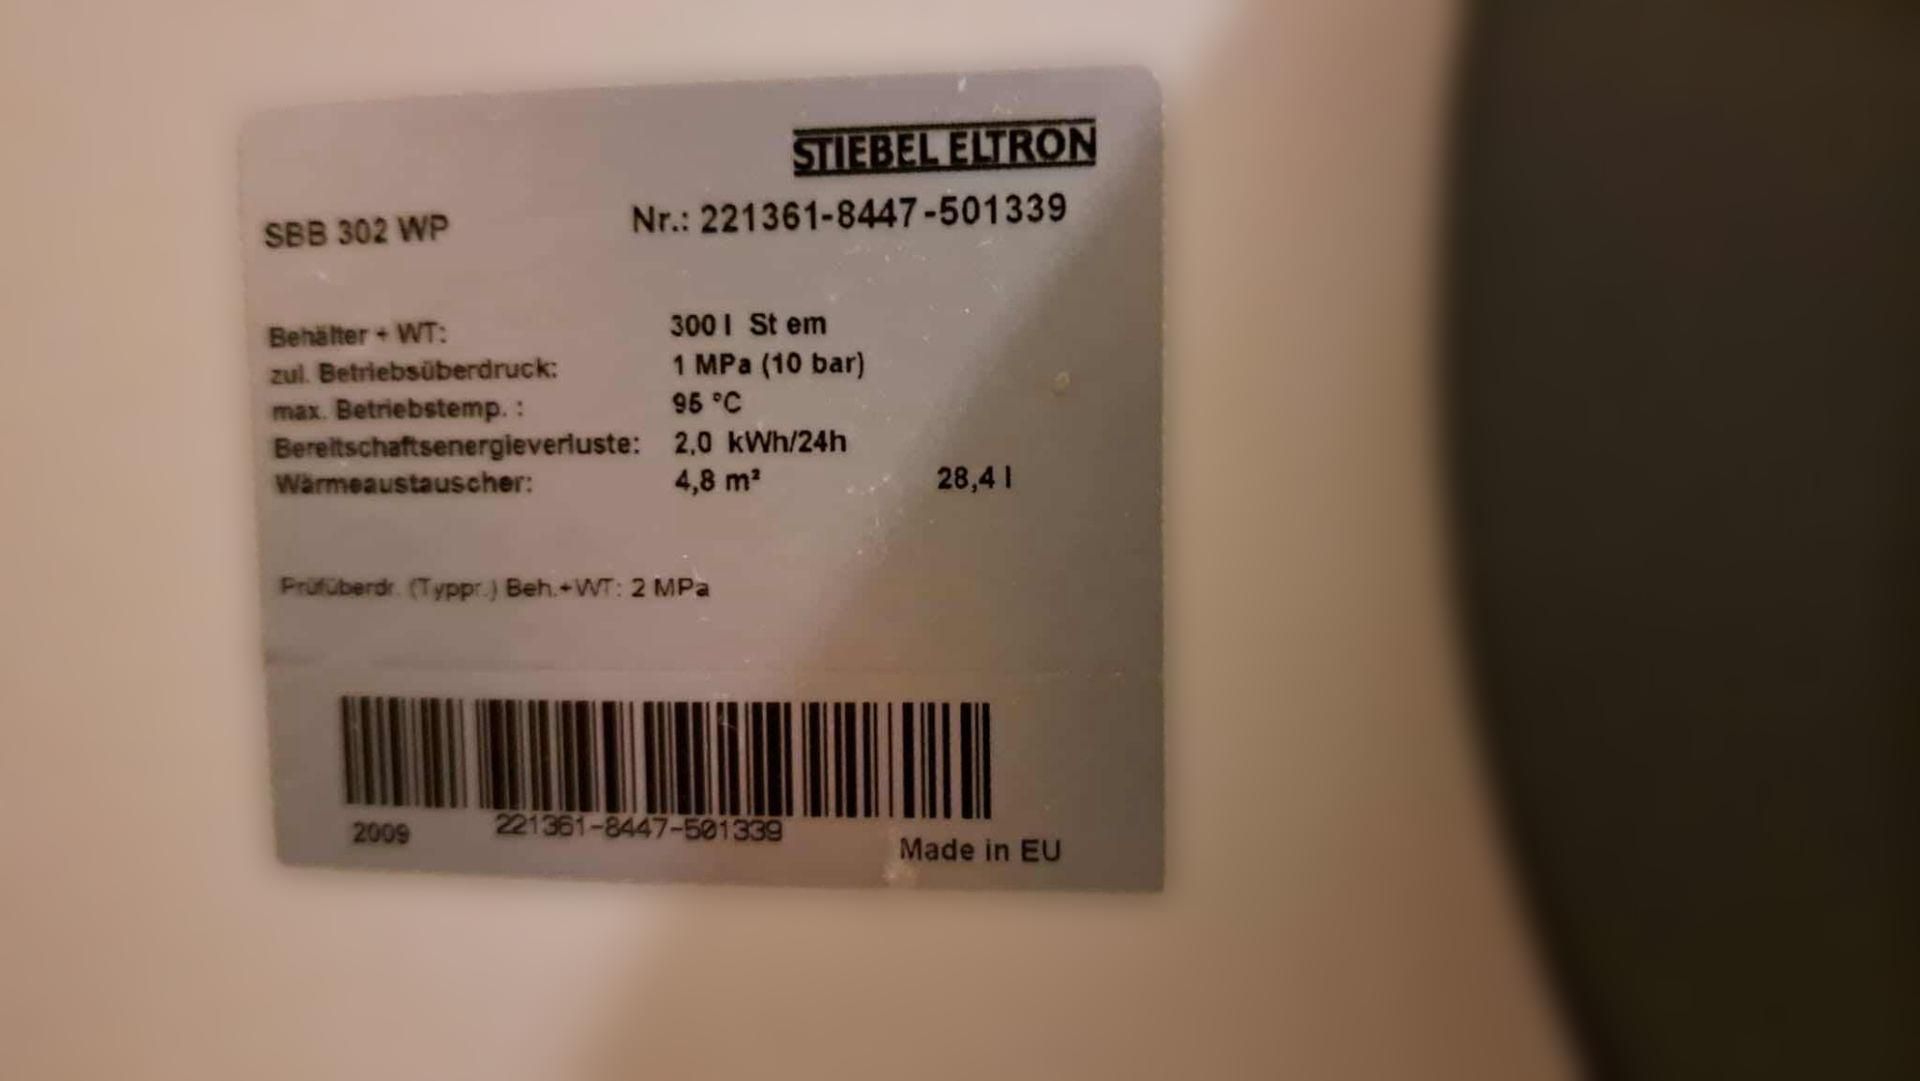 STIEBEL ELTRON
SBB 302 WP Nr.: 221361-8447-501339
Behälter + WT: 300 l St em
zul. Betriebsüberdruck: 1 MPa (10 bar)
max. Betriebstemp. : 95 °C
Bereitschaftsenergieverluste: 2,0 kWh/24h
Wärmeaustauscher: 4,8 m² 28,4 l
Prüfüberdr. (Typpr.) Beh.+WT: 2 MPa
2009 221361-8447-501339 Made in EU